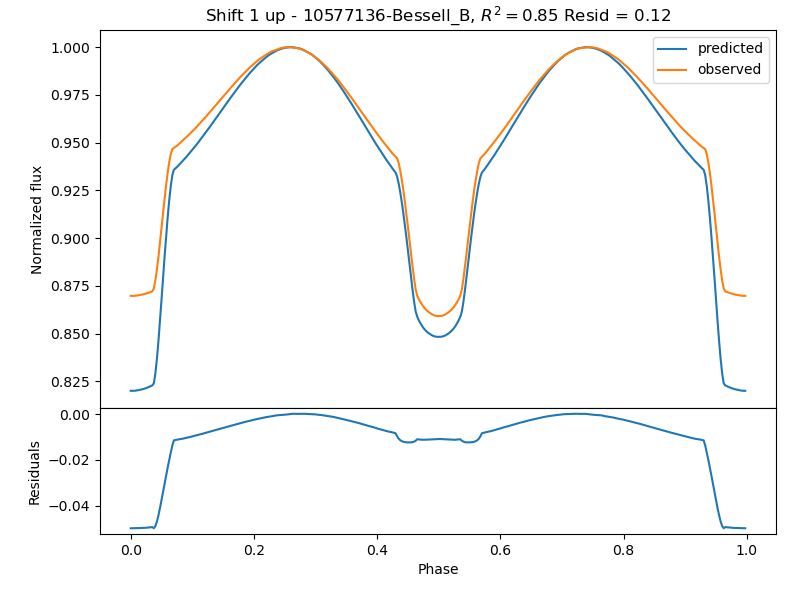 Shift 1 up - 10577136-Bessell_B, R² = 0.85 Resid = 0.12
predicted
observed
1.000
0.975
0.950
0.925
0.900
0.875
0.850
0.825
Normalized flux
0.00
−0.02
−0.04
Residuals
0.0 0.2 0.4 0.6 0.8 1.0
Phase